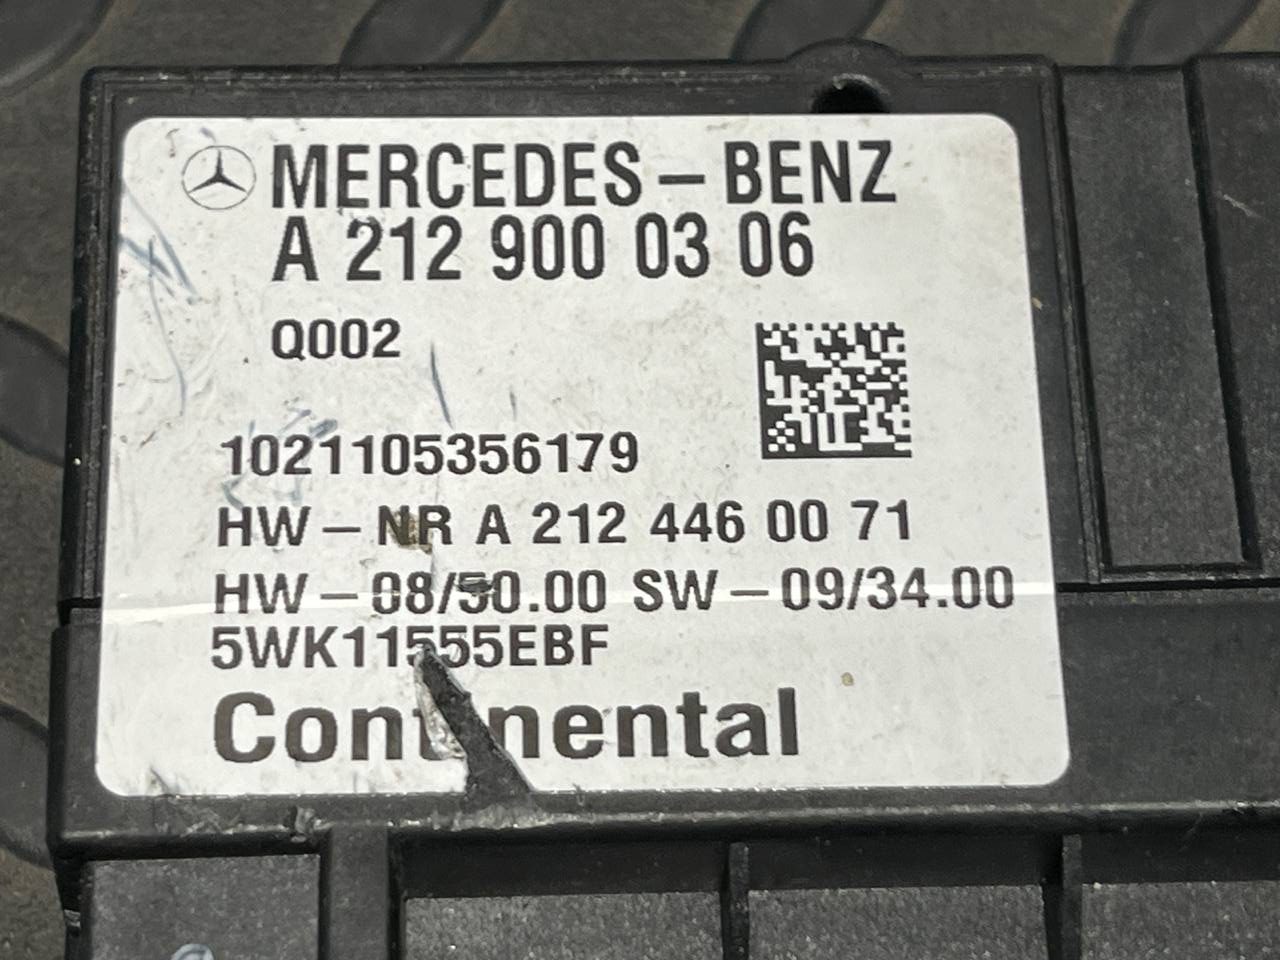 MERCEDES-BENZ
A 212 900 03 06
Q002
1021105356179
HW-NR A 212 446 00 71
HW-08/50.00 SW-09/34.00
5WK11555EBF
Continental